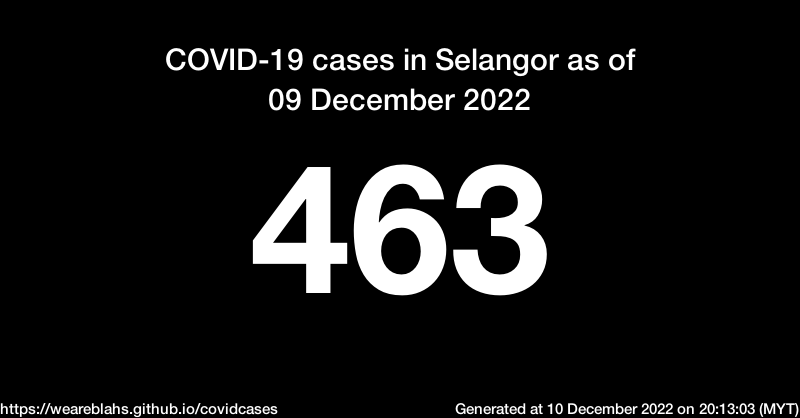 COVID-19 cases in Selangor as of
09 December 2022
463
https://weareblahs.github.io/covidcases
Generated at 10 December 2022 on 20:13:03 (MYT)